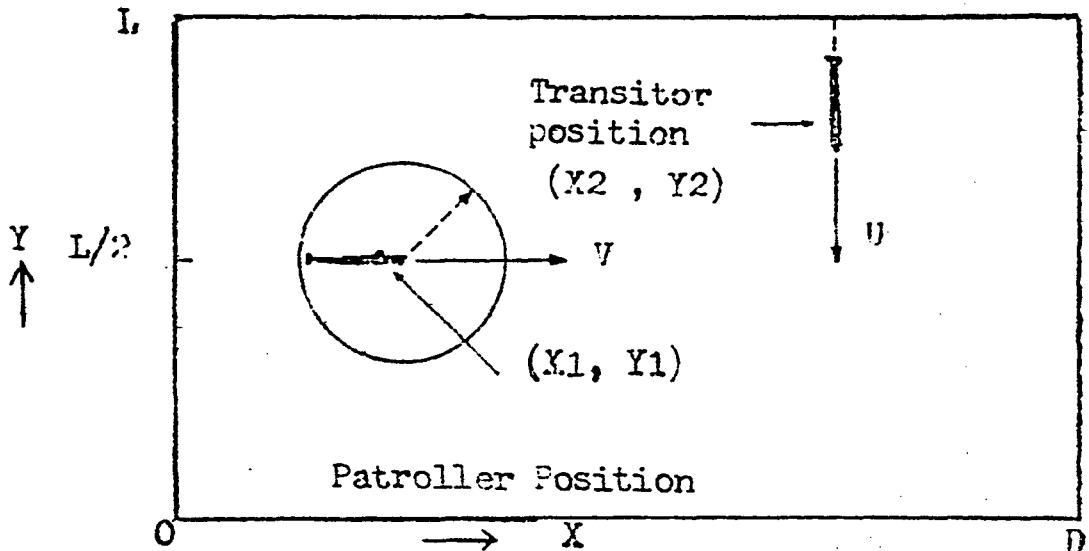 L
Transitor
position
(X2 , Y2)
Y
L/2
V
U
(X1, Y1)
Patroller Position
O
X
D